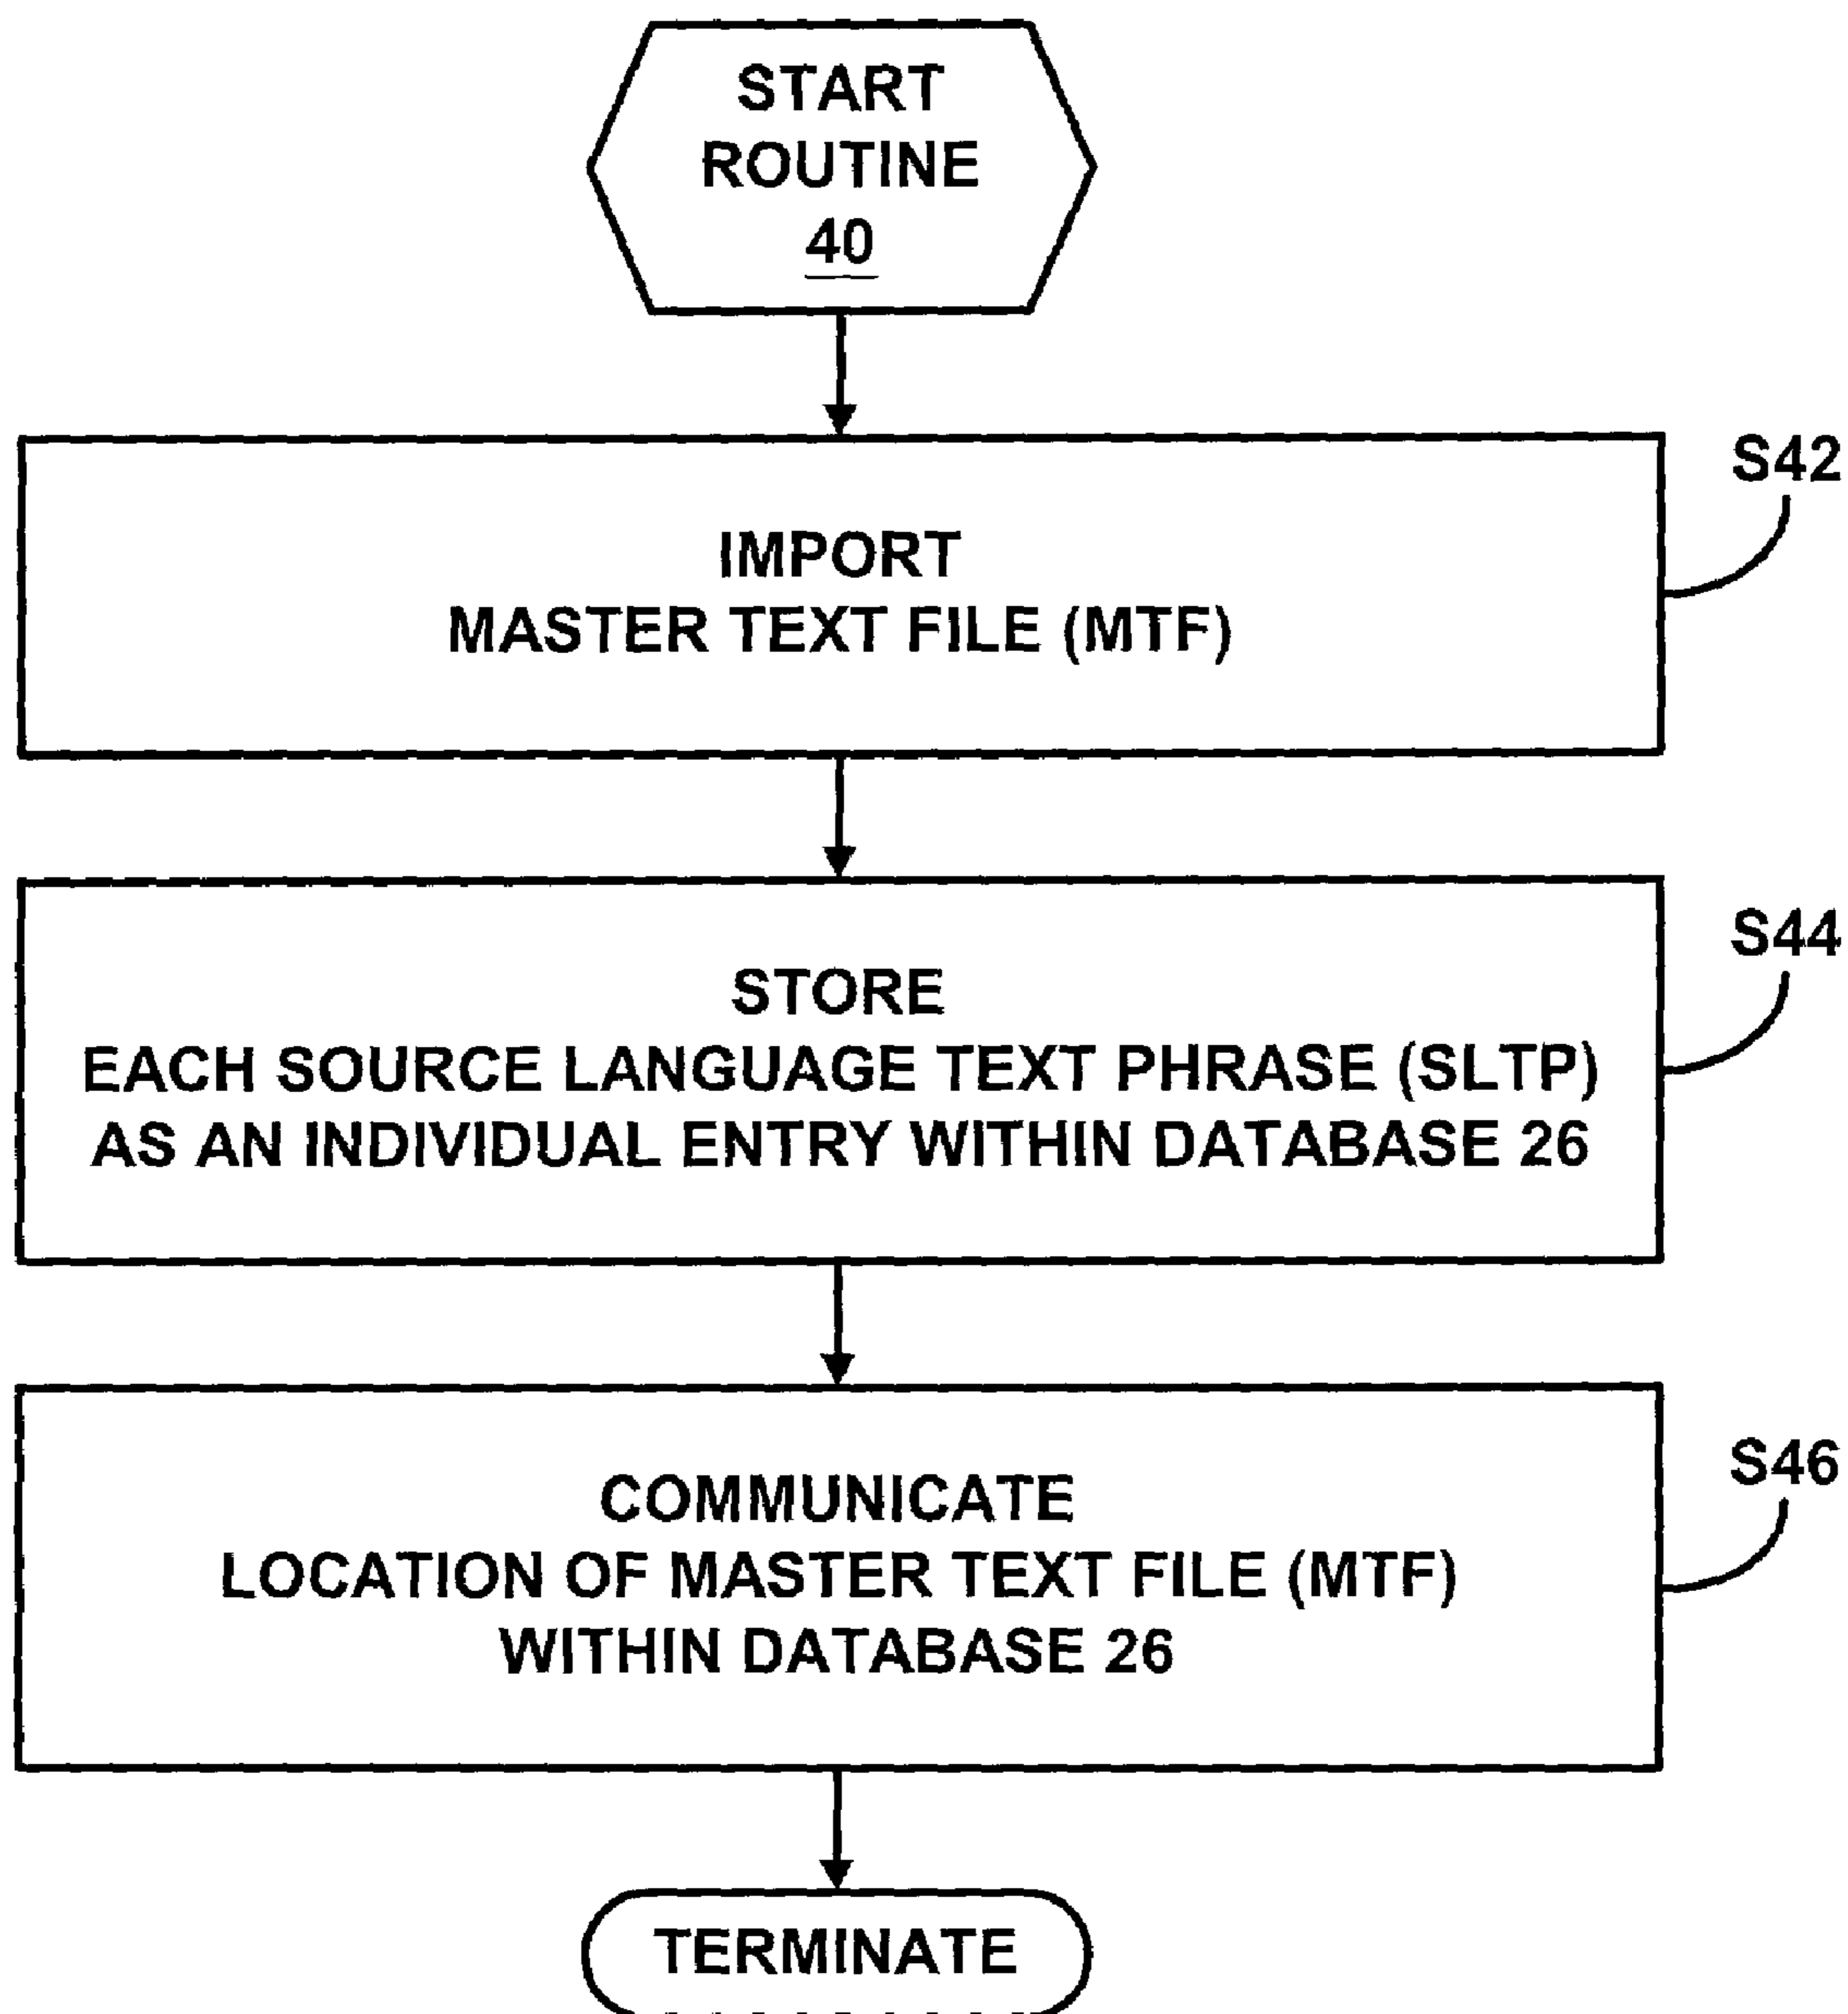 START
ROUTINE
40
S42
IMPORT
MASTER TEXT FILE (MTF)
S44
STORE
EACH SOURCE LANGUAGE TEXT PHRASE (SLTP)
AS AN INDIVIDUAL ENTRY WITHIN DATABASE 26
S46
COMMUNICATE
LOCATION OF MASTER TEXT FILE (MTF)
WITHIN DATABASE 26
TERMINATE